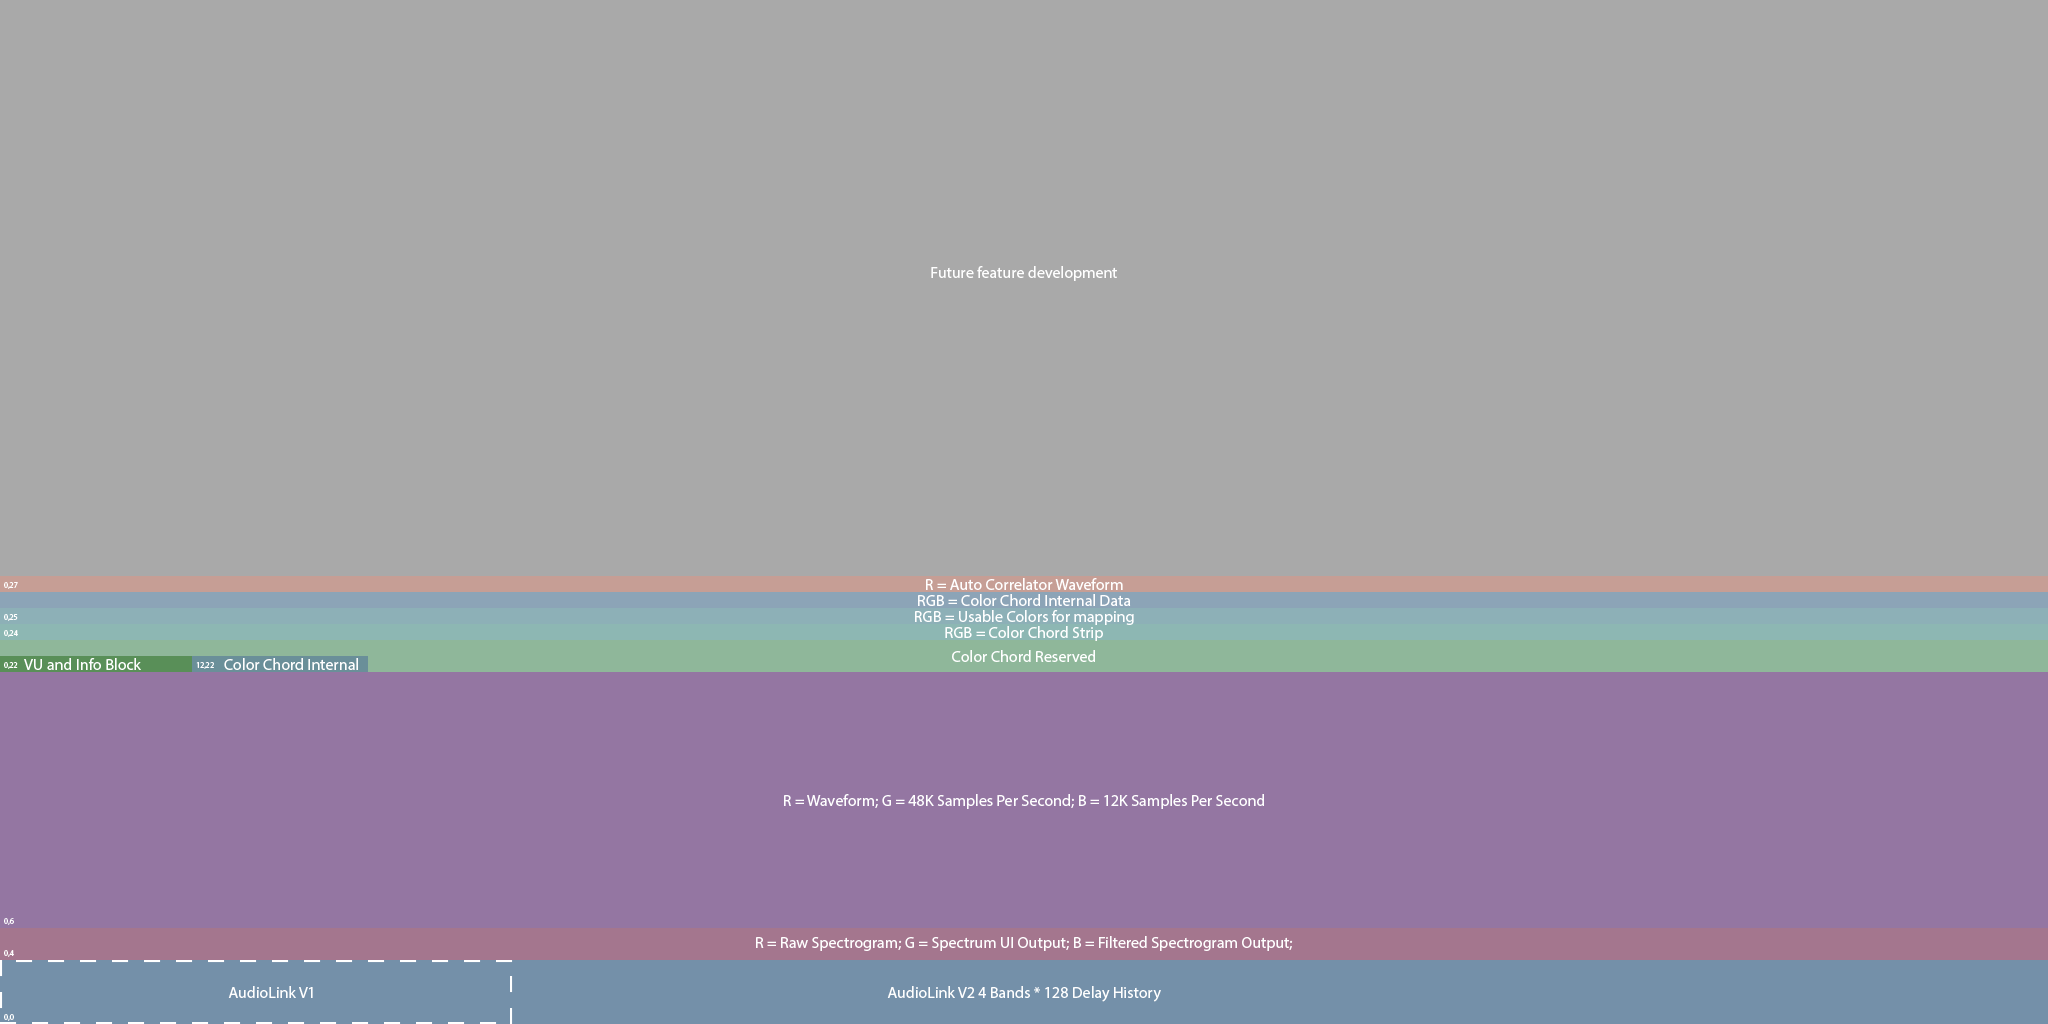 Future feature development
0,27 R = Auto Correlator Waveform
RGB = Color Chord Internal Data
0,25 RGB = Usable Colors for mapping
0,24 RGB = Color Chord Strip
Color Chord Reserved
0,22 VU and Info Block 12,22 Color Chord Internal
R = Waveform; G = 48K Samples Per Second; B = 12K Samples Per Second
0,6
R = Raw Spectrogram; G = Spectrum UI Output; B = Filtered Spectrogram Output;
0,4
AudioLink V1 AudioLink V2 4 Bands * 128 Delay History
0,0